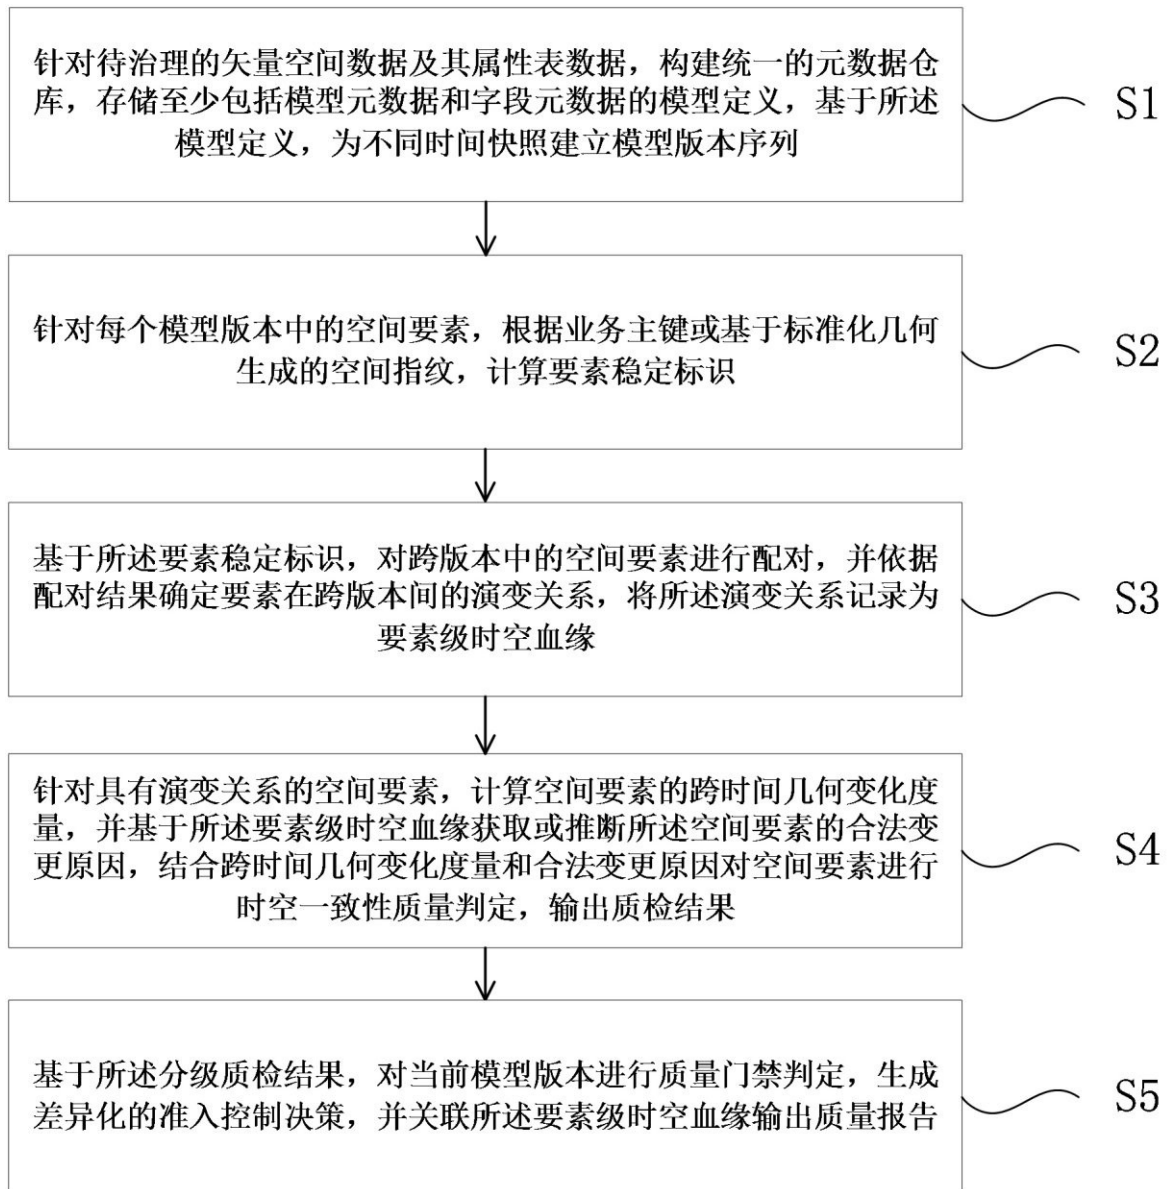 针对待治理的矢量空间数据及其属性表数据，构建统一的元数据仓
库，存储至少包括模型元数据和字段元数据的模型定义，基于所述
模型定义，为不同时间快照建立模型版本序列
S1
针对每个模型版本中的空间要素，根据业务主键或基于标准化几何
生成的空间指纹，计算要素稳定标识
S2
基于所述要素稳定标识，对跨版本中的空间要素进行配对，并依据
配对结果确定要素在跨版本间的演变关系，将所述演变关系记录为
要素级时空血缘
S3
针对具有演变关系的空间要素，计算空间要素的跨时间几何变化度
量，并基于所述要素级时空血缘获取或推断所述空间要素的合法变
更原因，结合跨时间几何变化度量和合法变更原因对空间要素进行
时空一致性质量判定，输出质检结果
S4
基于所述分级质检结果，对当前模型版本进行质量门禁判定，生成
差异化的准入控制决策，并关联所述要素级时空血缘输出质量报告
S5